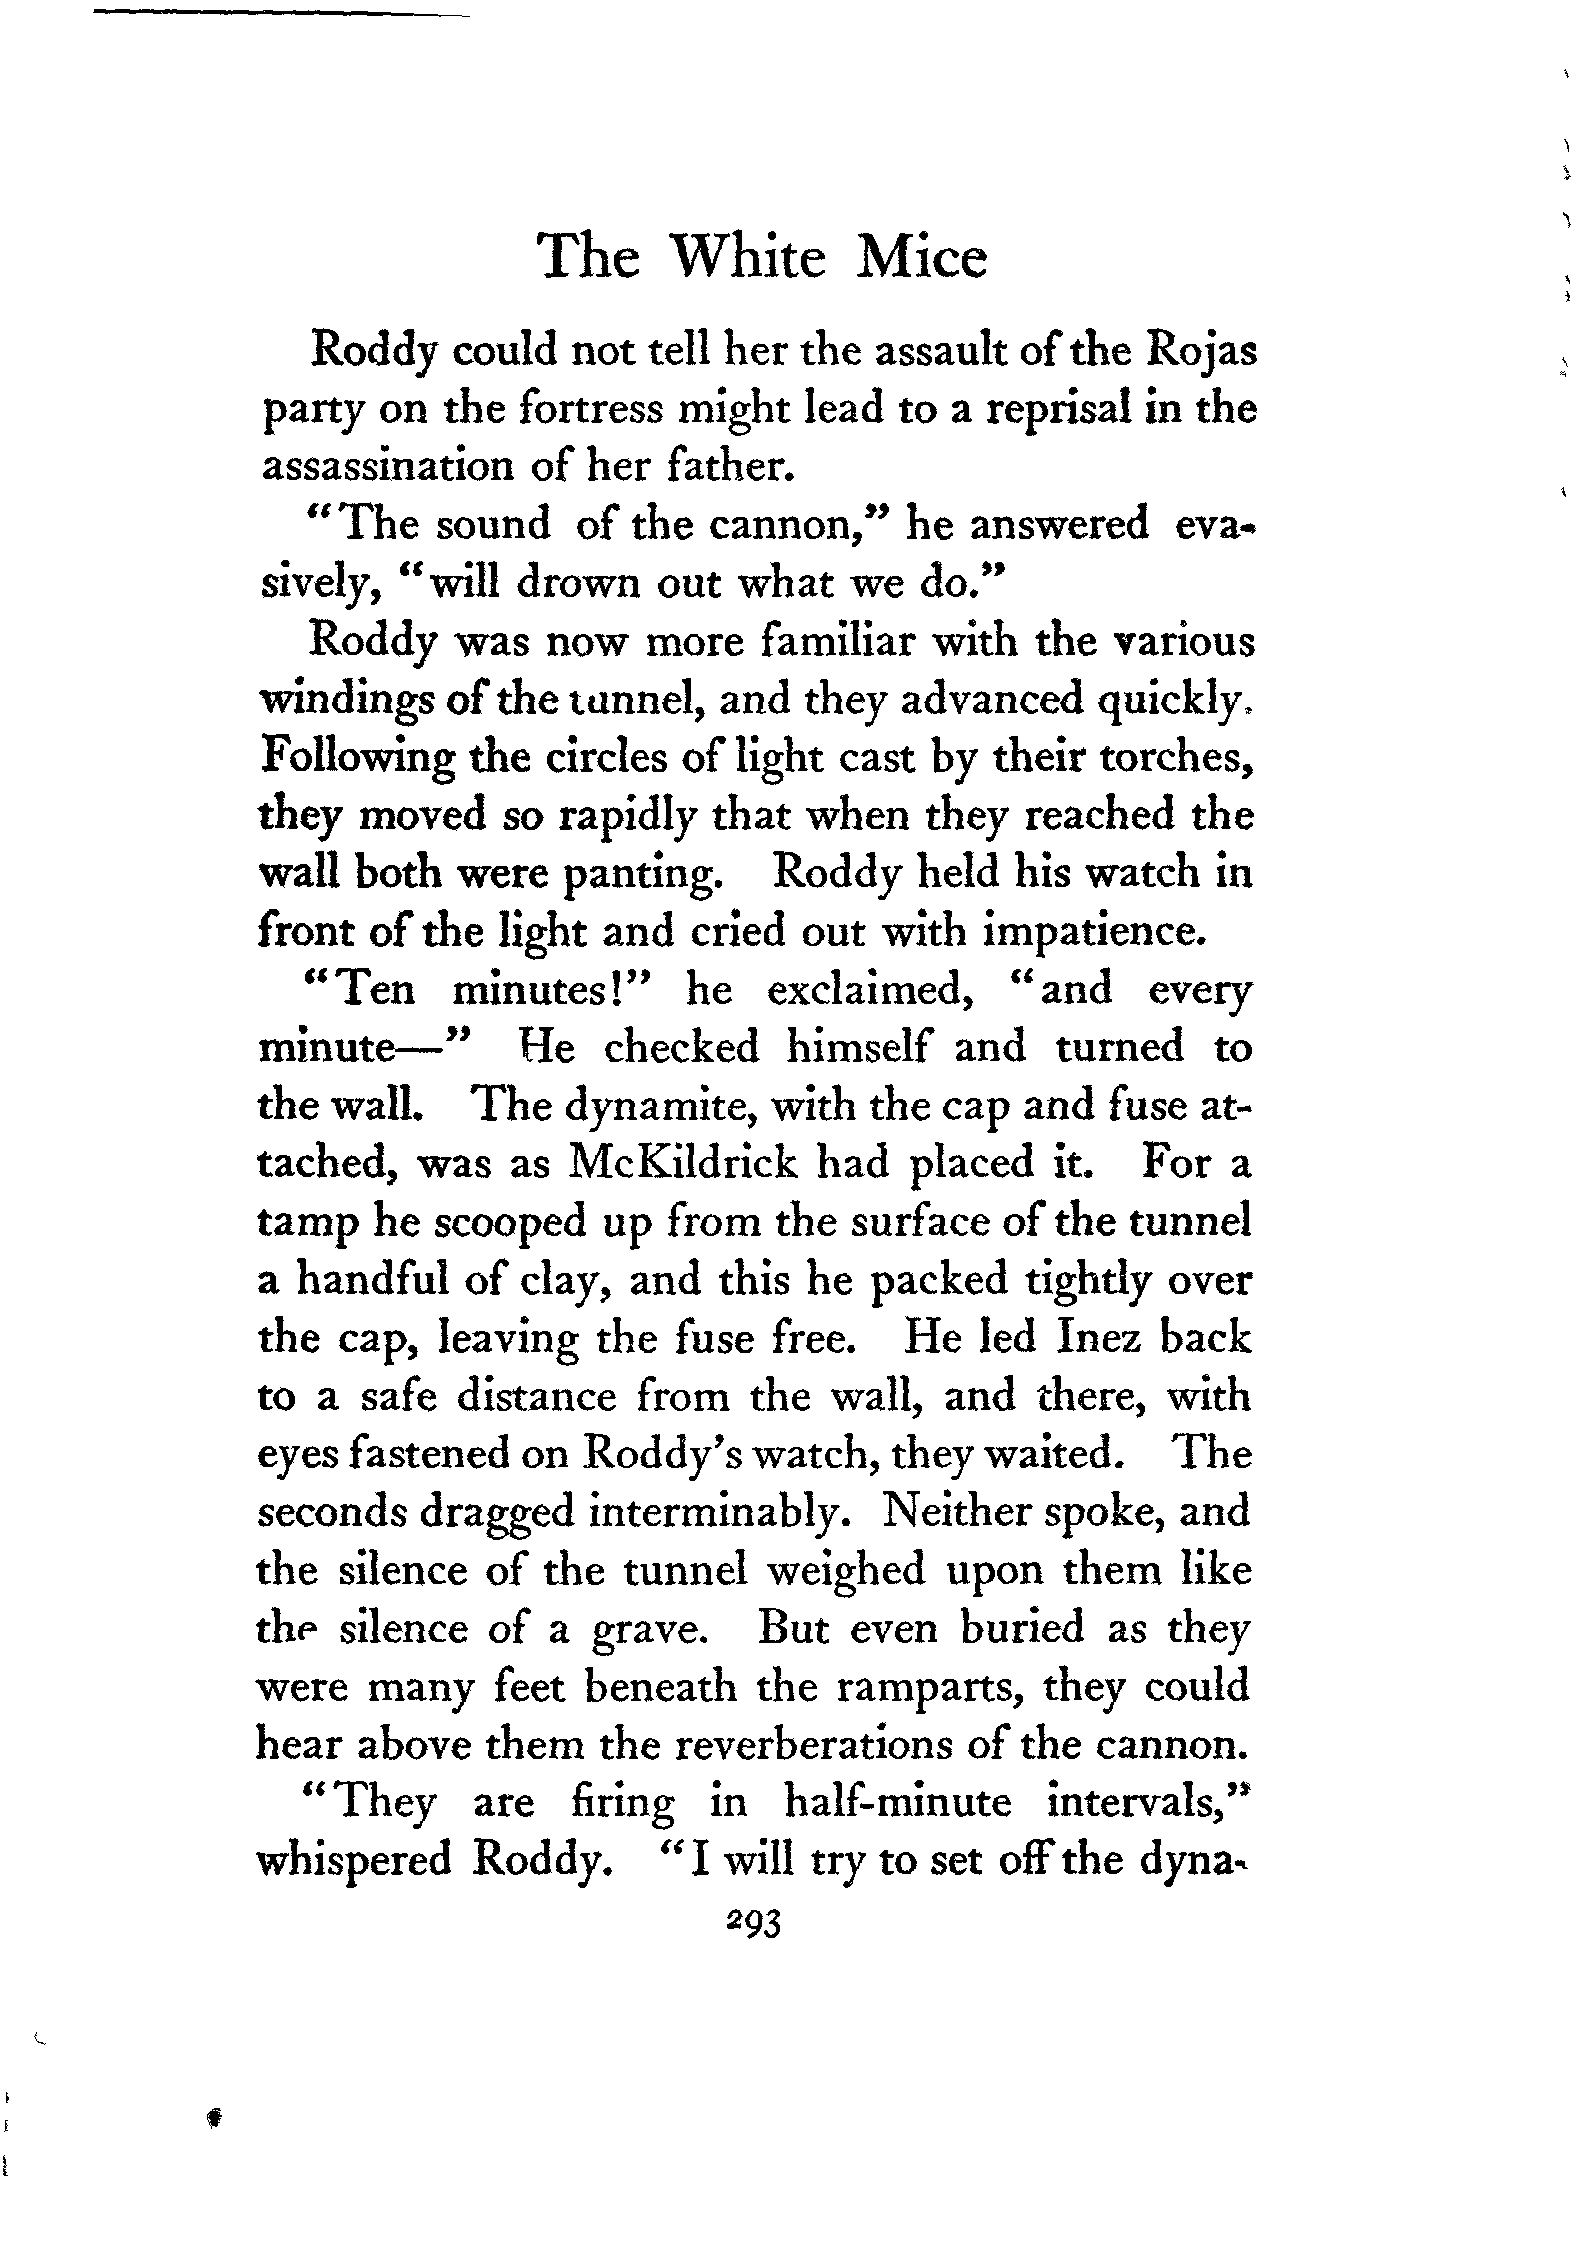 The White Mice
Roddy could not tell her the assault of the Rojas
party on the fortress might lead to a reprisal in the
assassination of her father.
"The sound of the cannon," he answered eva-
sively, "will drown out what we do."
Roddy was now more familiar with the various
windings of the tunnel, and they advanced quickly.
Following the circles of light cast by their torches,
they moved so rapidly that when they reached the
wall both were panting. Roddy held his watch in
front of the light and cried out with impatience.
"Ten minutes!" he exclaimed, "and every
minute—" He checked himself and turned to
the wall. The dynamite, with the cap and fuse at-
tached, was as McKildrick had placed it. For a
tamp he scooped up from the surface of the tunnel
a handful of clay, and this he packed tightly over
the cap, leaving the fuse free. He led Inez back
to a safe distance from the wall, and there, with
eyes fastened on Roddy's watch, they waited. The
seconds dragged interminably. Neither spoke, and
the silence of the tunnel weighed upon them like
the silence of a grave. But even buried as they
were many feet beneath the ramparts, they could
hear above them the reverberations of the cannon.
"They are firing in half-minute intervals,"
whispered Roddy. "I will try to set off the dyna-
293